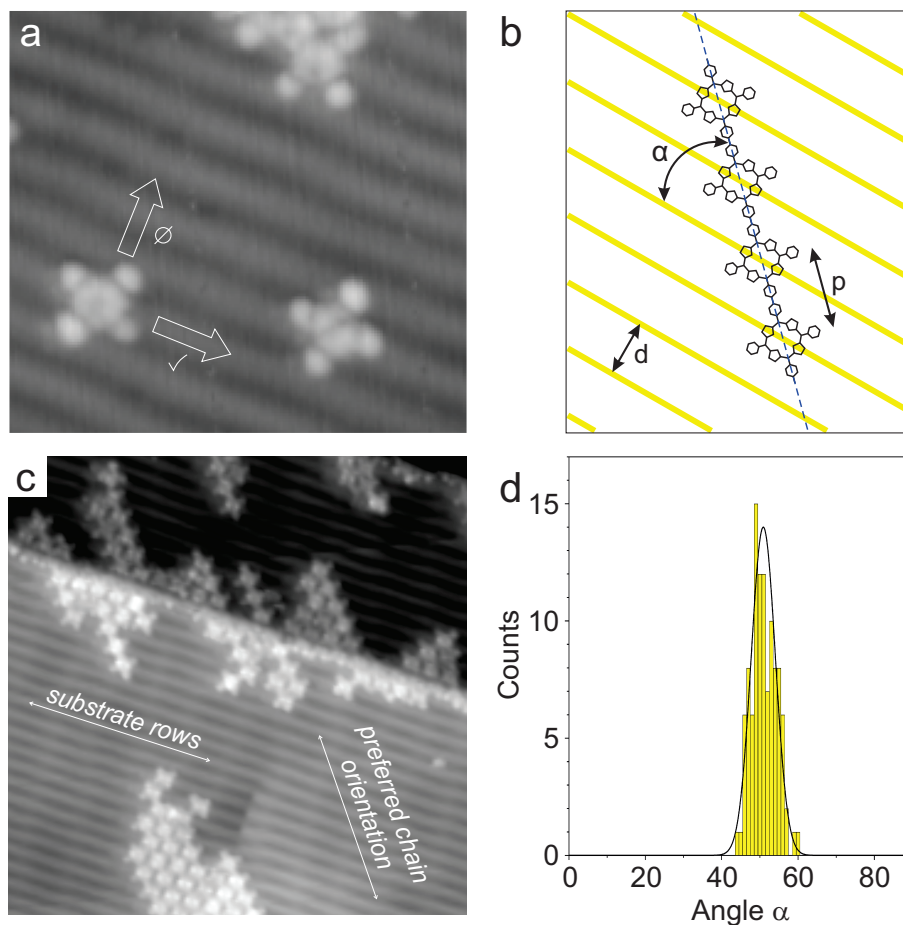 a
∅
✓
b
α
p
d
c
substrate rows
preferred chain
orientation
d
15
10
5
0
Counts
0
20
40
60
80
Angle α